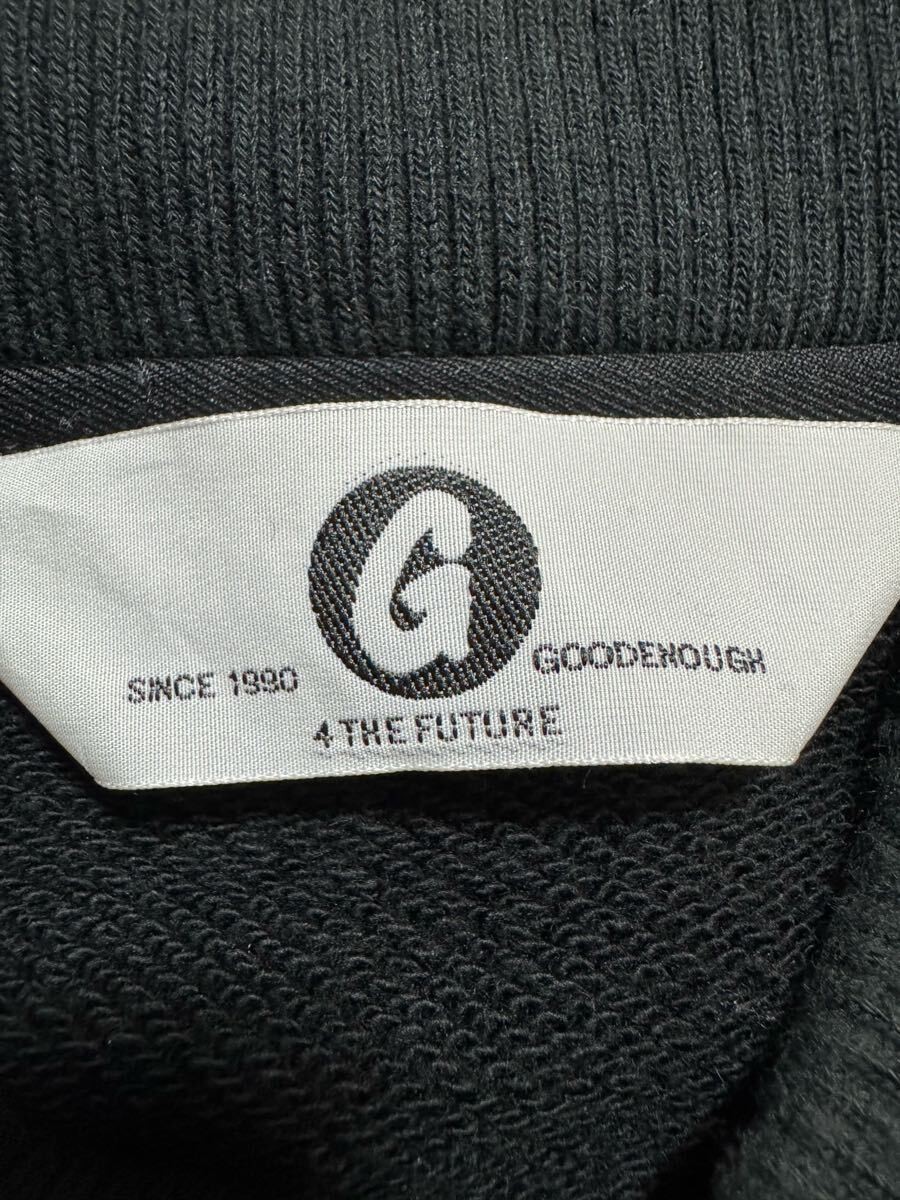 G
SINCE 1990
GOODENOUGH
4 THE FUTURE